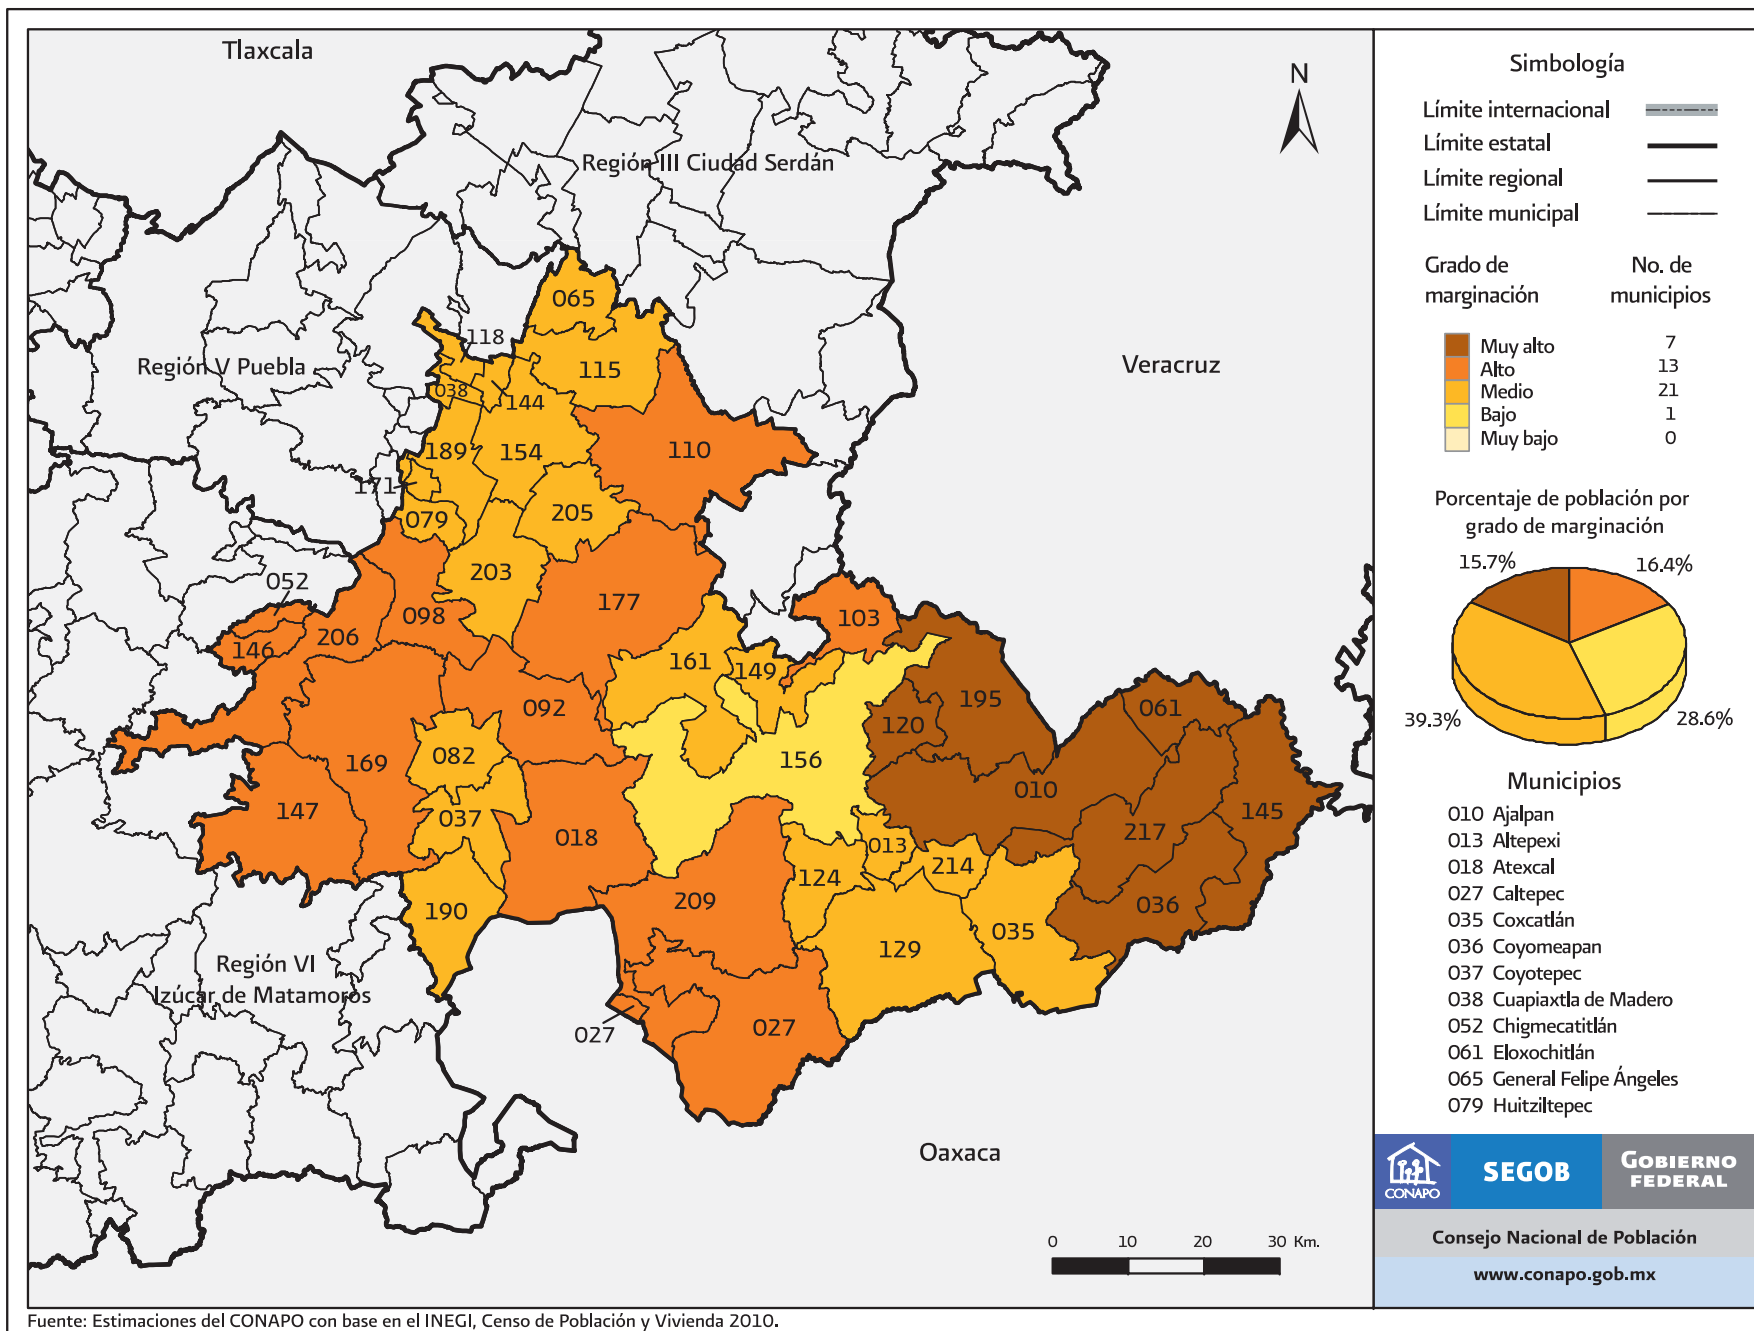 Tlaxcala
Región III Ciudad Serdán
N
065
118
Región V Puebla
115
Veracruz
038
144
189
154
110
171
079
205
203
052
177
098
103
206
146
161
149
195
061
092
120
082
156
169
010
145
147
037
018
217
013
214
124
209
036
190
035
129
Región VI
Izúcar de Matamoros
027
027
Oaxaca
0 10 20 30 Km.
Simbología
Límite internacional
Límite estatal
Límite regional
Límite municipal
Grado de marginación
No. de municipios
Muy alto 7
Alto 13
Medio 21
Bajo 1
Muy bajo 0
Porcentaje de población por
grado de marginación
15.7%
16.4%
39.3%
28.6%
Municipios
010 Ajalpan
013 Altepexi
018 Atexcal
027 Caltepec
035 Coxcatlán
036 Coyomeapan
037 Coyotepec
038 Cuapiaxtla de Madero
052 Chigmecatitlán
061 Eloxochitlán
065 General Felipe Ángeles
079 Huitziltepec
CONAPO
SEGOB
GOBIERNO
FEDERAL
Consejo Nacional de Población
www.conapo.gob.mx
Fuente: Estimaciones del CONAPO con base en el INEGI, Censo de Población y Vivienda 2010.